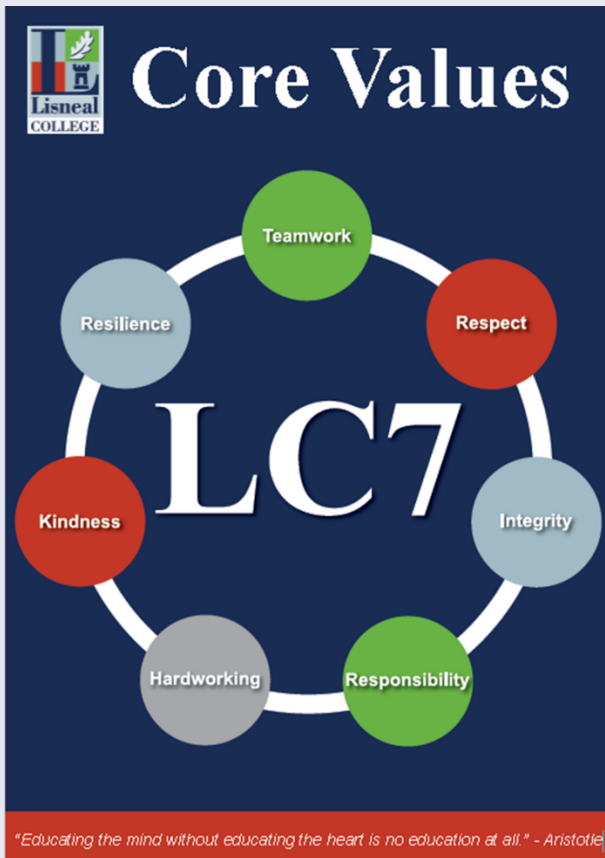 Lisneal
COLLEGE
Core Values
Teamwork
Resilience
Respect
LC7
Kindness
Integrity
Hardworking
Responsibility
"Educating the mind without educating the heart is no education at all." - Aristotle